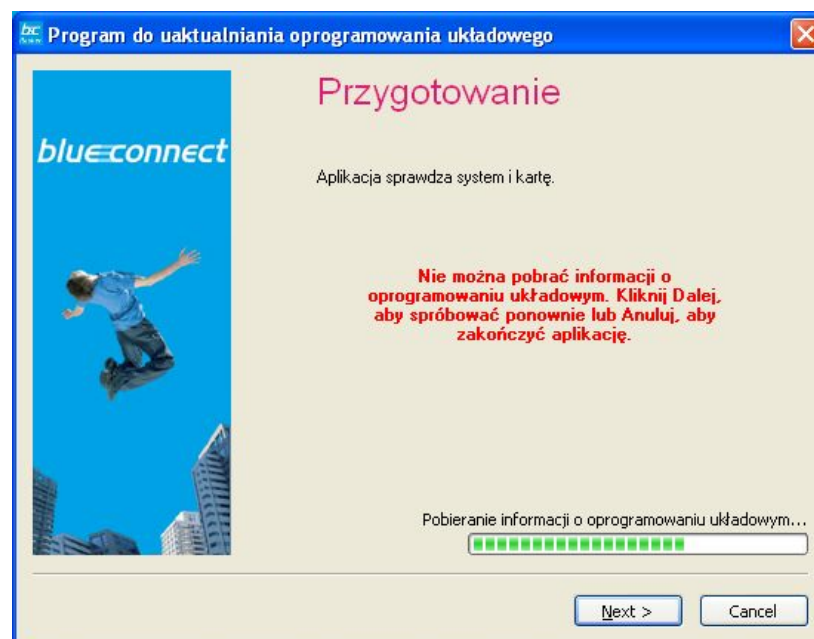 Program do uaktualniania oprogramowania układowego
Przygotowanie
blueconnect
Aplikacja sprawdza system i kartę.
Nie można pobrać informacji o
oprogramowaniu układowym. Kliknij Dalej,
aby spróbować ponownie lub Anuluj, aby
zakończyć aplikację.
Pobieranie informacji o oprogramowaniu układowym...
Next >
Cancel